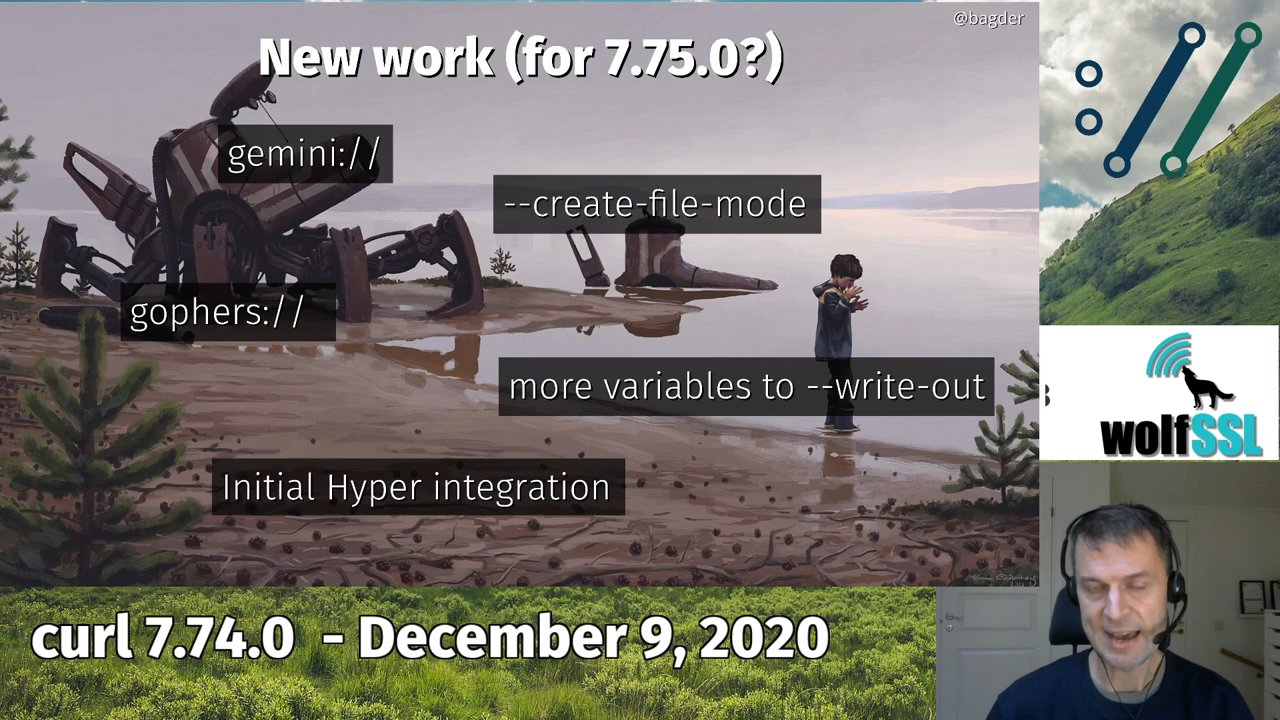 @bagder
New work (for 7.75.0?)
gemini://
--create-file-mode
gophers://
more variables to --write-out
Initial Hyper integration
wolfSSL
curl 7.74.0 - December 9, 2020